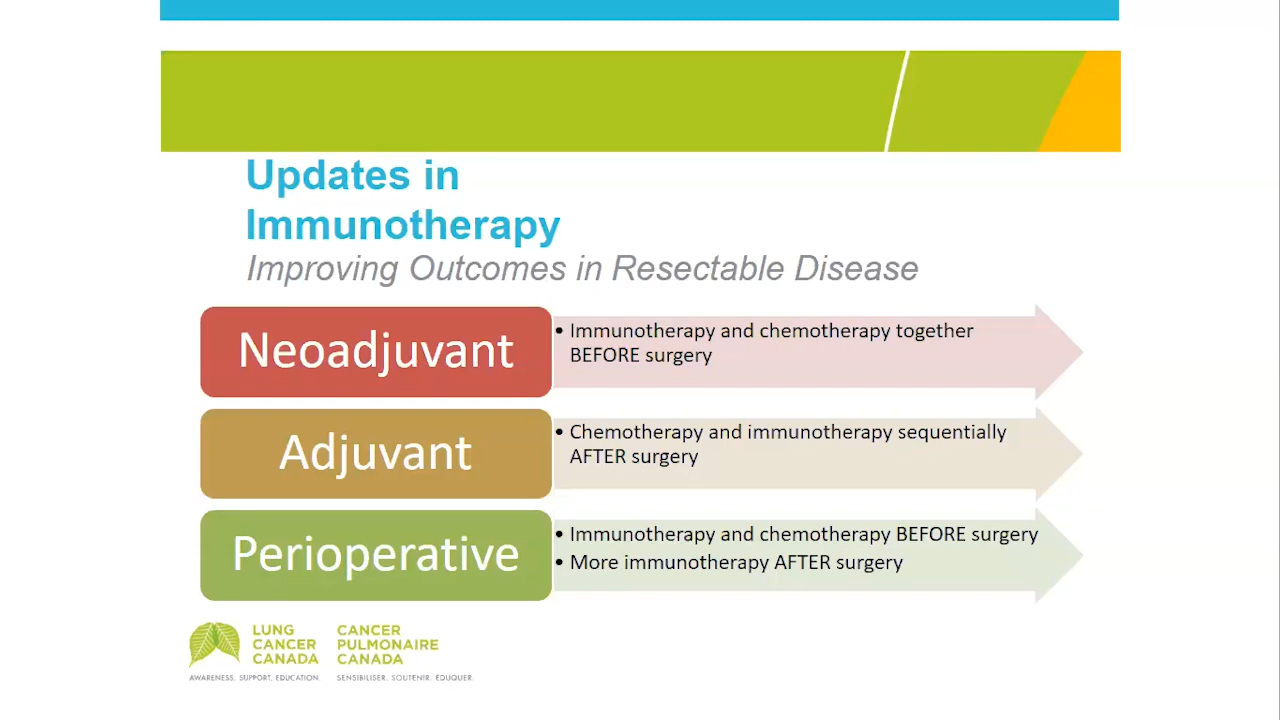 Updates in
Immunotherapy
Improving Outcomes in Resectable Disease
Neoadjuvant
• Immunotherapy and chemotherapy together
BEFORE surgery
Adjuvant
• Chemotherapy and immunotherapy sequentially
AFTER surgery
Perioperative
• Immunotherapy and chemotherapy BEFORE surgery
• More immunotherapy AFTER surgery
LUNG
CANCER
CANADA
AWARENESS. SUPPORT. EDUCATION.
CANCER
PULMONAIRE
CANADA
SENSIBILISER. SOUTENIR. ÉDUQUER.